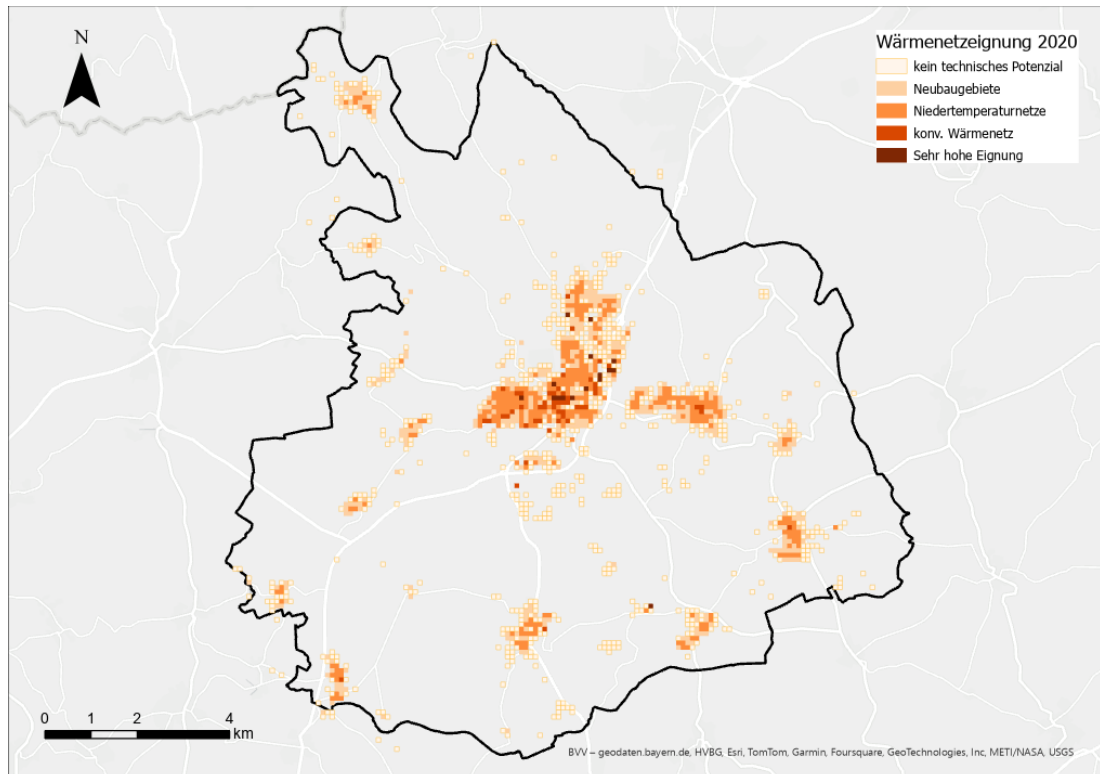 N
Wärmenetzeignung 2020
kein technisches Potenzial
Neubaugebiete
Niedertemperaturnetze
konv. Wärmenetz
Sehr hohe Eignung
0 1 2 4
km
BVV – geodaten.bayern.de, HVBG, Esri, TomTom, Garmin, Foursquare, GeoTechnologies, Inc, METI/NASA, USGS